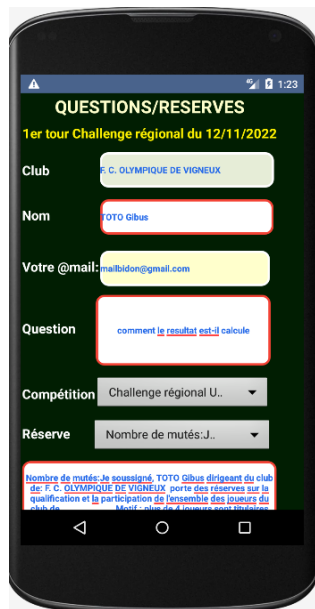 4G 1:23
QUESTIONS/RESERVES
1er tour Challenge régional du 12/11/2022
Club F. C. OLYMPIQUE DE VIGNEUX
Nom TOTO Gibus
Votre @mail: mailbidon@gmail.com
Question comment le resultat est-il calcule
Compétition Challenge régional U..
Réserve Nombre de mutés:J..
Nombre de mutés:Je soussigné, TOTO Gibus dirigeant du club
de: F. C. OLYMPIQUE DE VIGNEUX porte des réserves sur la
qualification et la participation de l'ensemble des joueurs du
club de Motif : plus de 4 joueurs sont titulaires